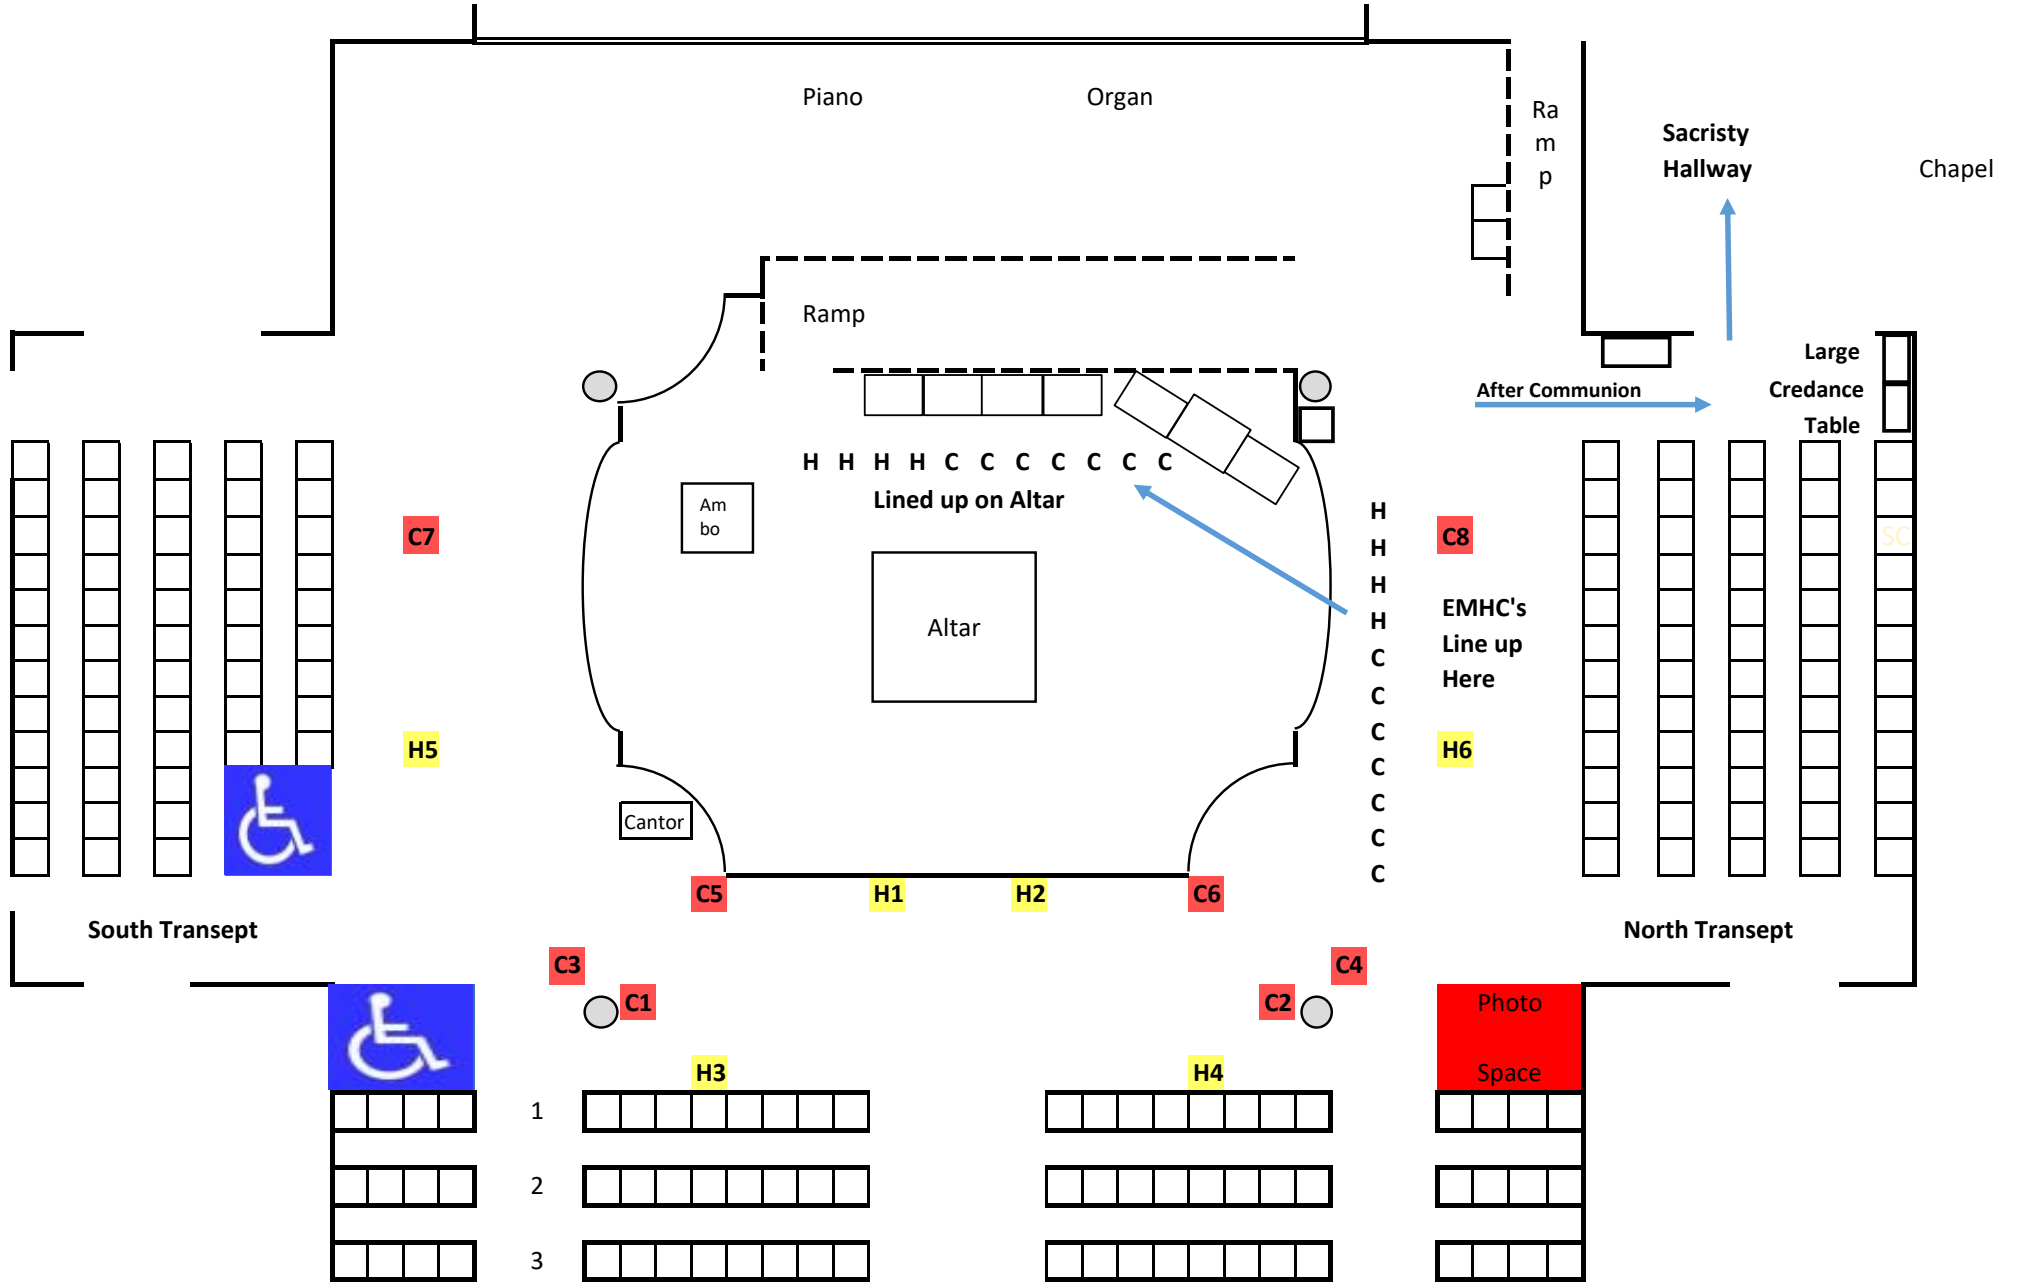 Piano
Organ
Ra
m
p
Sacristy
Hallway
Chapel
Ramp
After Communion
Large
Credance
Table
H H H H C C C C C C C
Lined up on Altar
Am
bo
Altar
C7
H
H
H
H
C
C
C
C
C
C
C
C8
SC
EMHC's
Line up
Here
H5
H6
Cantor
C5
H1
H2
C6
South Transept
North Transept
C3
C4
C1
C2
Photo
Space
H3
H4
1
2
3